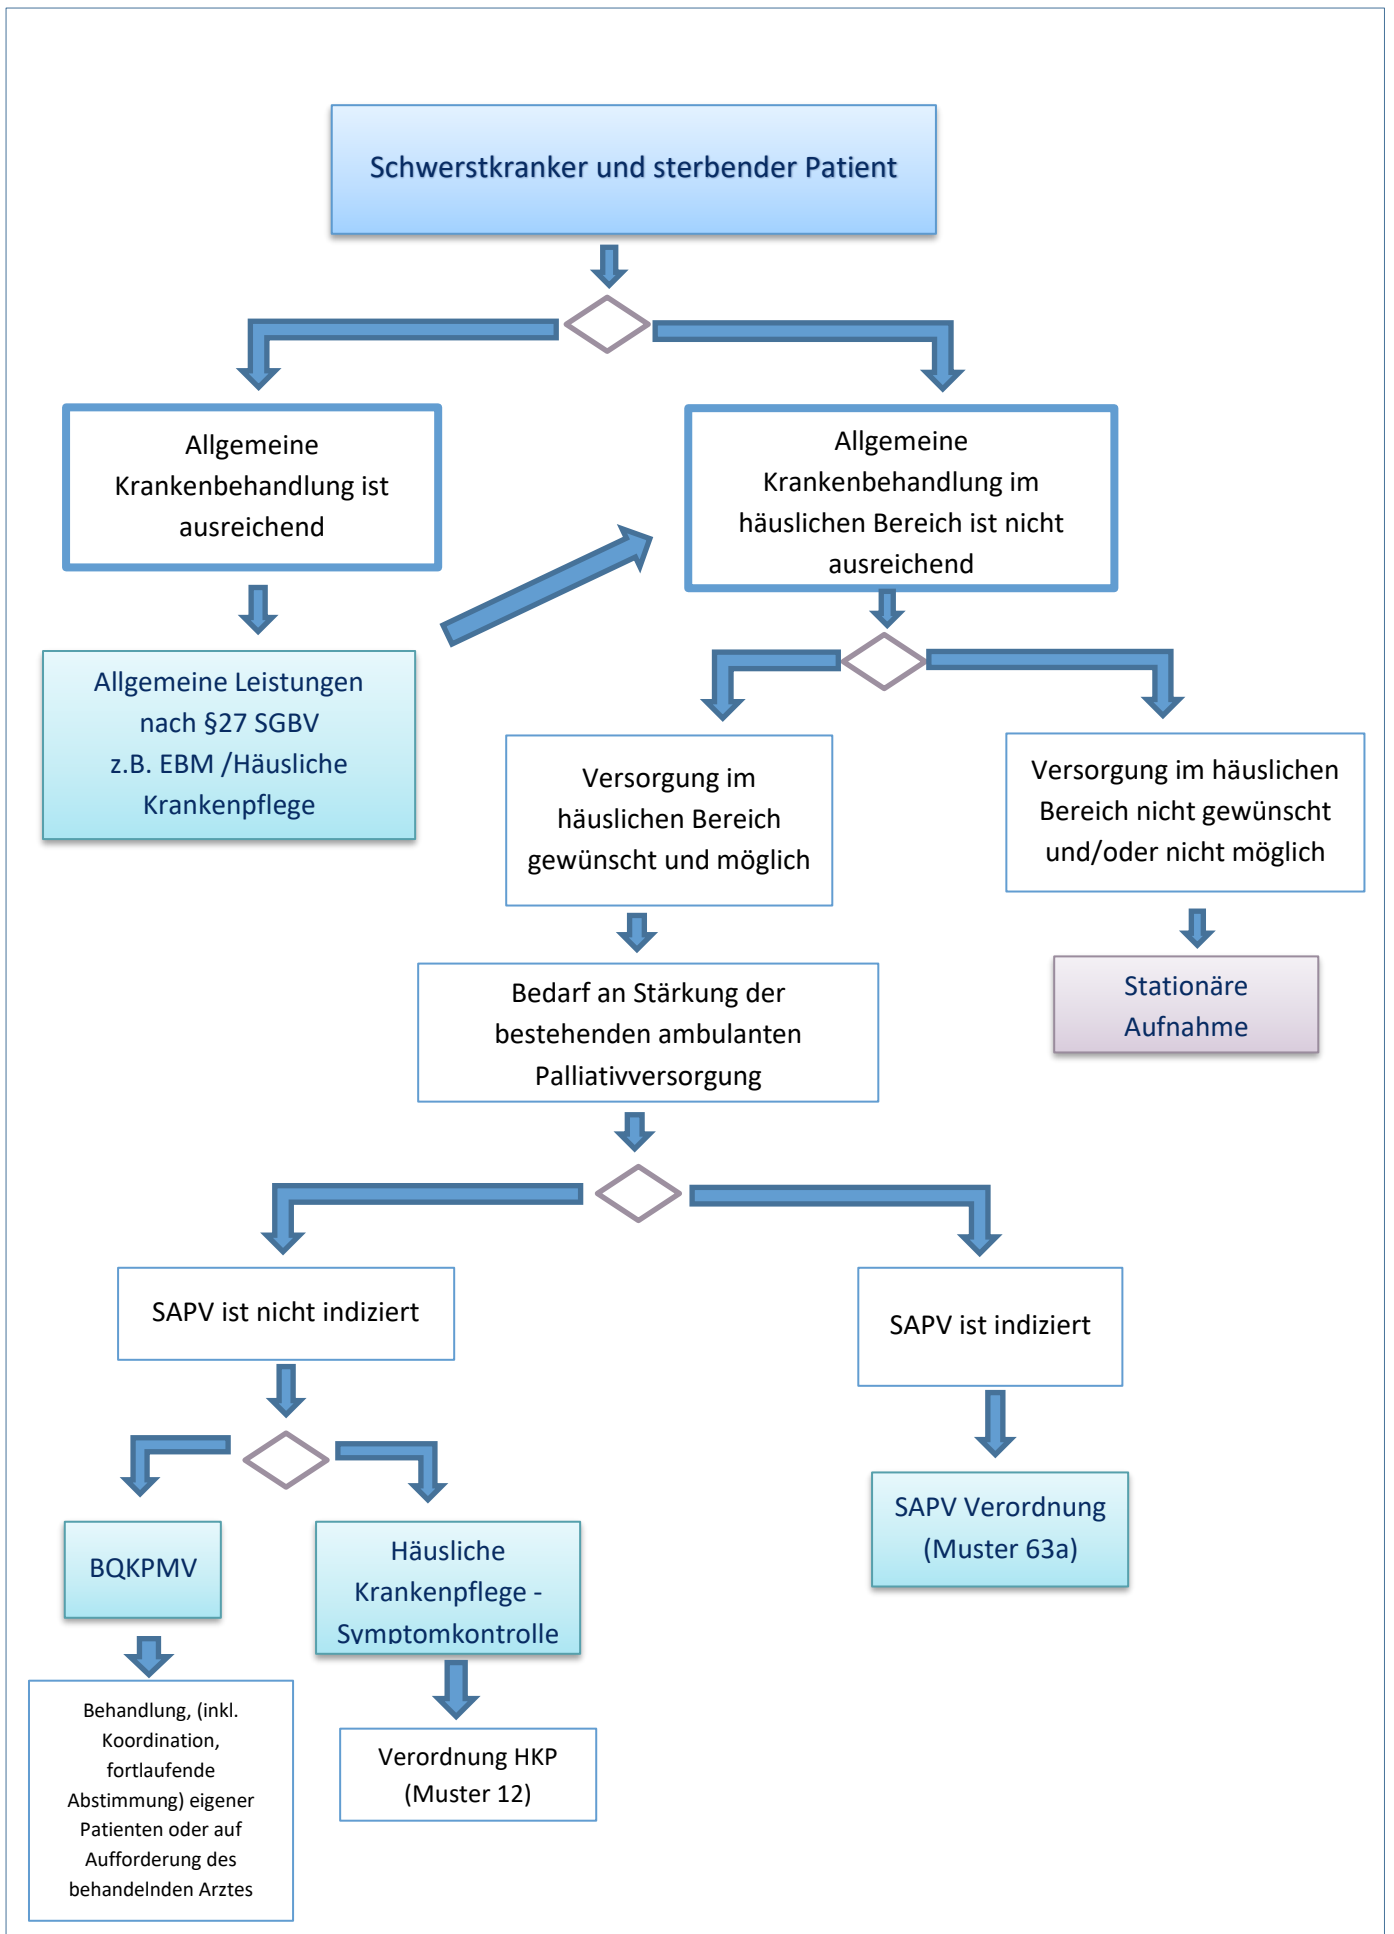 Schwerstkranker und sterbender Patient
Allgemeine
Krankenbehandlung ist
ausreichend
Allgemeine
Krankenbehandlung im
häuslichen Bereich ist nicht
ausreichend
Allgemeine Leistungen
nach §27 SGBV
z.B. EBM /Häusliche
Krankenpflege
Versorgung im
häuslichen Bereich
gewünscht und möglich
Versorgung im häuslichen
Bereich nicht gewünscht
und/oder nicht möglich
Bedarf an Stärkung der
bestehenden ambulanten
Palliativversorgung
Stationäre
Aufnahme
SAPV ist nicht indiziert
SAPV ist indiziert
BQKPMV
Häusliche
Krankenpflege -
Symptomkontrolle
SAPV Verordnung
(Muster 63a)
Behandlung, (inkl.
Koordination,
fortlaufende
Abstimmung) eigener
Patienten oder auf
Aufforderung des
behandelnden Arztes
Verordnung HKP
(Muster 12)